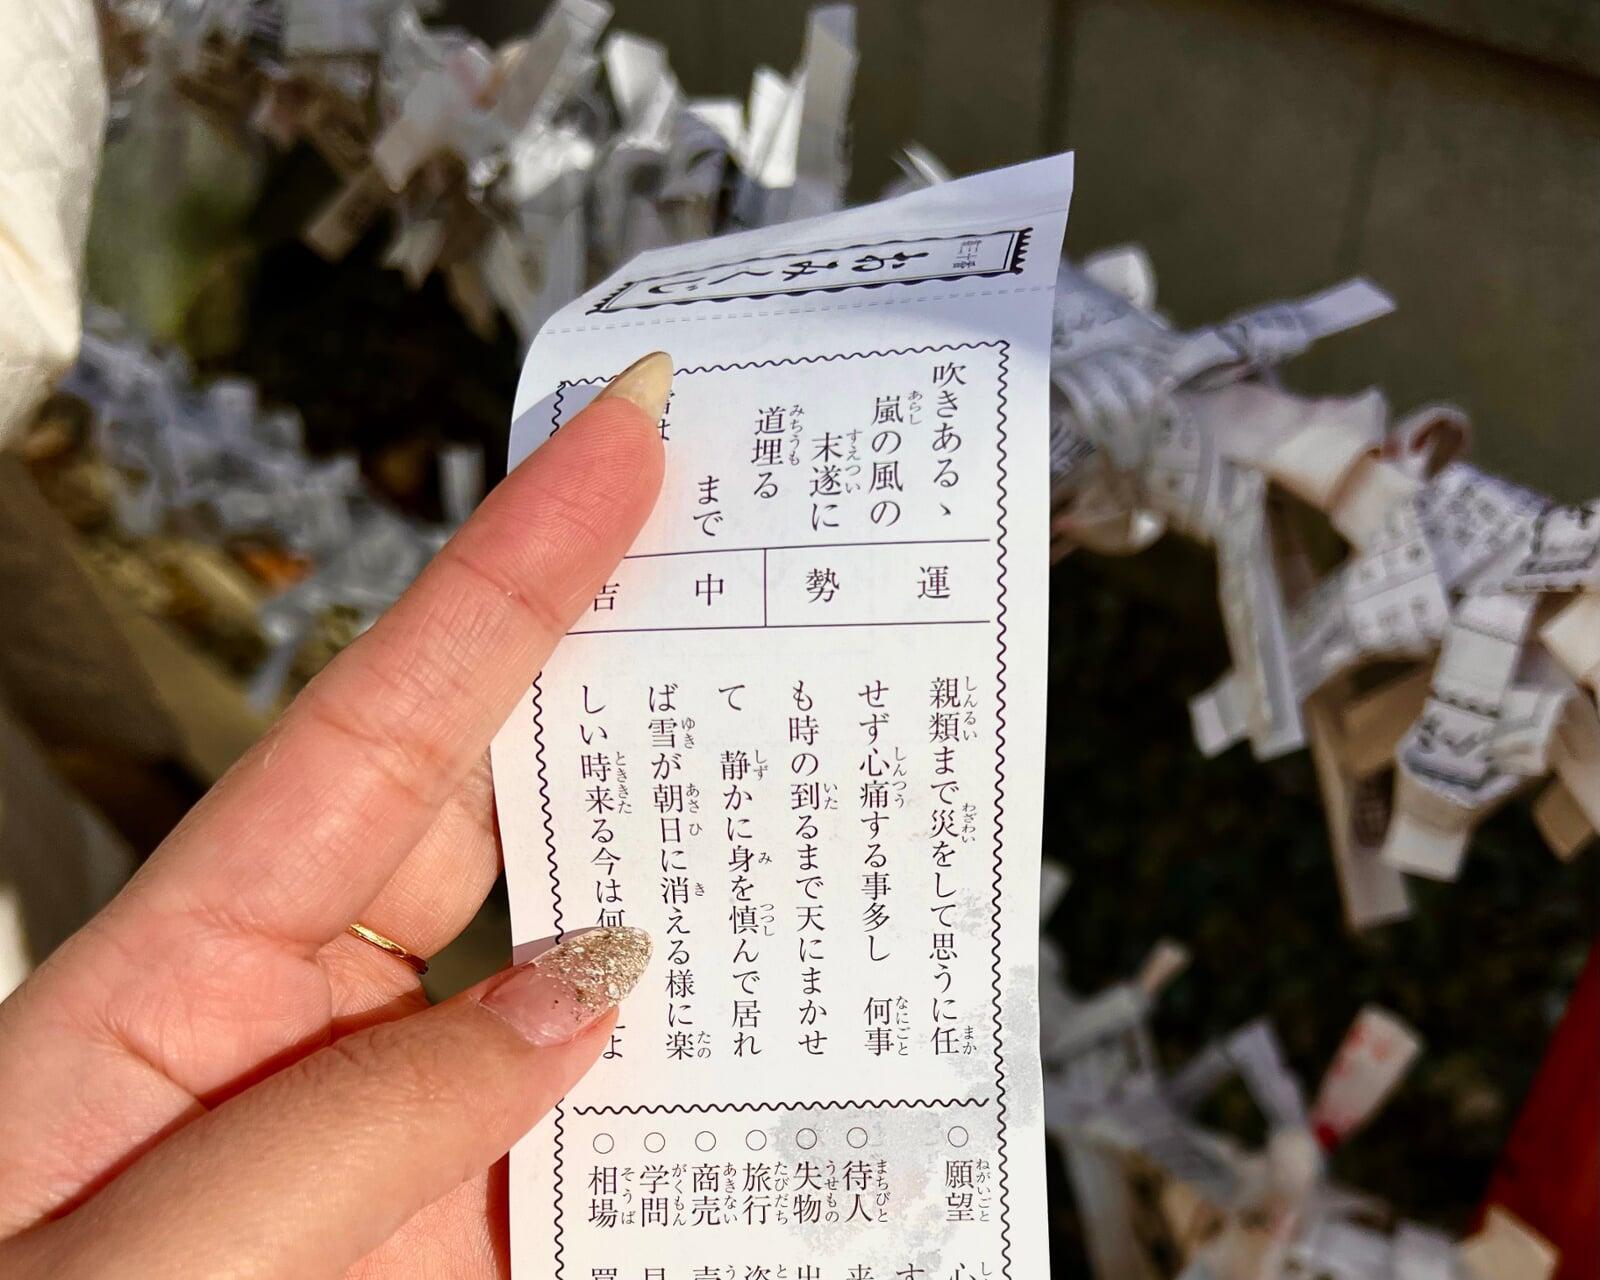 おみくじ
吹きある、
嵐の風の
末遂に
道埋る
まで
は
運勢
中吉
親類まで災をして思うに任
せず心痛する事多し 何事
も時の到るまで天にまかせ
て 静かに身を慎んで居れ
ば雪が朝日に消える様に楽
しい時来る今は何
よ
○願望
○待人
○失物
○旅行
○商売
○学問
○相場